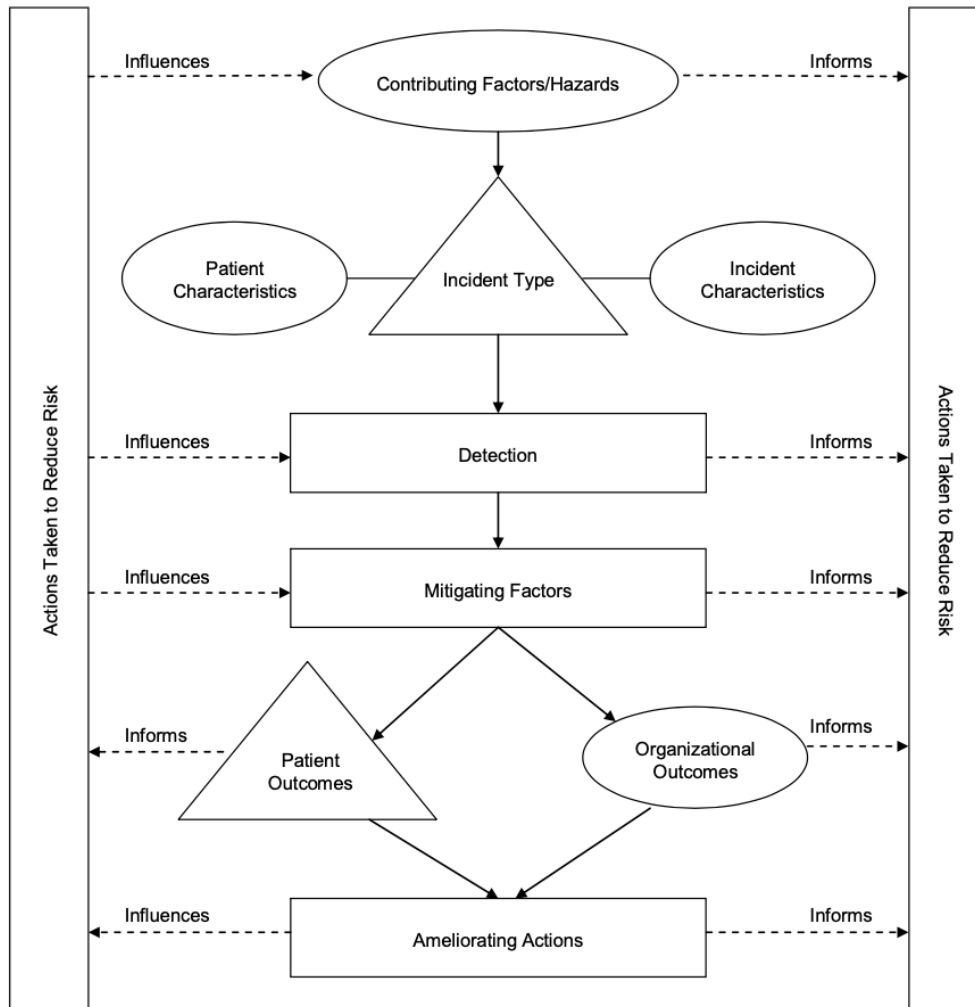 Influences
Informs
Contributing Factors/Hazards
Patient
Characteristics
Incident Type
Incident
Characteristics
Actions Taken to Reduce Risk
Actions Taken to Reduce Risk
Influences
Informs
Detection
Influences
Informs
Mitigating Factors
Informs
Patient
Outcomes
Organizational
Outcomes
Informs
Influences
Informs
Ameliorating Actions